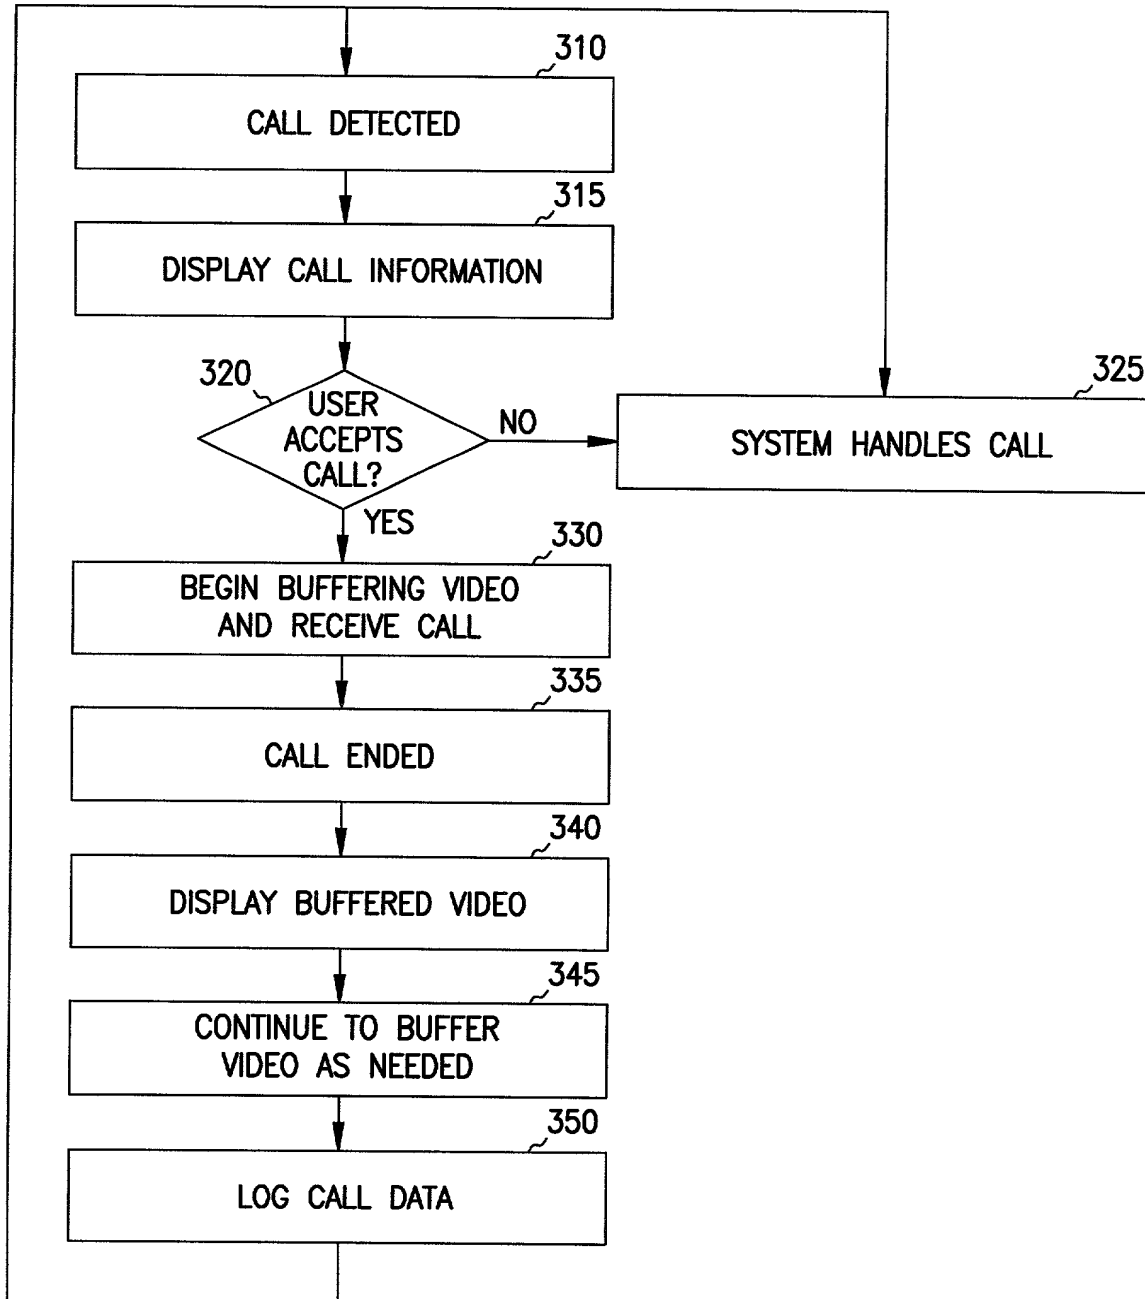 310
CALL DETECTED
315
DISPLAY CALL INFORMATION
320
USER
ACCEPTS
CALL?
NO
325
SYSTEM HANDLES CALL
YES
330
BEGIN BUFFERING VIDEO
AND RECEIVE CALL
335
CALL ENDED
340
DISPLAY BUFFERED VIDEO
345
CONTINUE TO BUFFER
VIDEO AS NEEDED
350
LOG CALL DATA